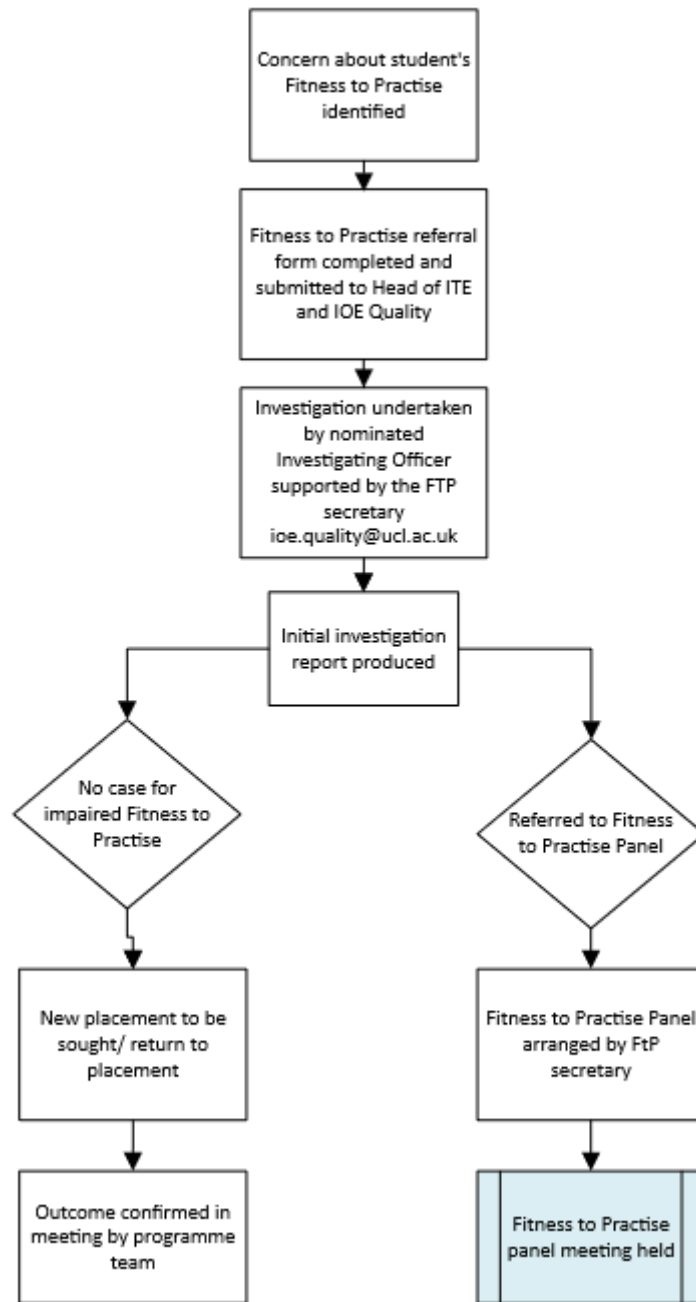 Concern about student's
Fitness to Practise
identified
Fitness to Practise referral
form completed and
submitted to Head of ITE
and IOE Quality
Investigation undertaken
by nominated
Investigating Officer
supported by the FTP
secretary
ioe.quality@ucl.ac.uk
Initial investigation
report produced
No case for
impaired Fitness to
Practise
Referred to Fitness
to Practise Panel
New placement to be
sought/ return to
placement
Fitness to Practise Panel
arranged by FtP
secretary
Outcome confirmed in
meeting by programme
team
Fitness to Practise
panel meeting held